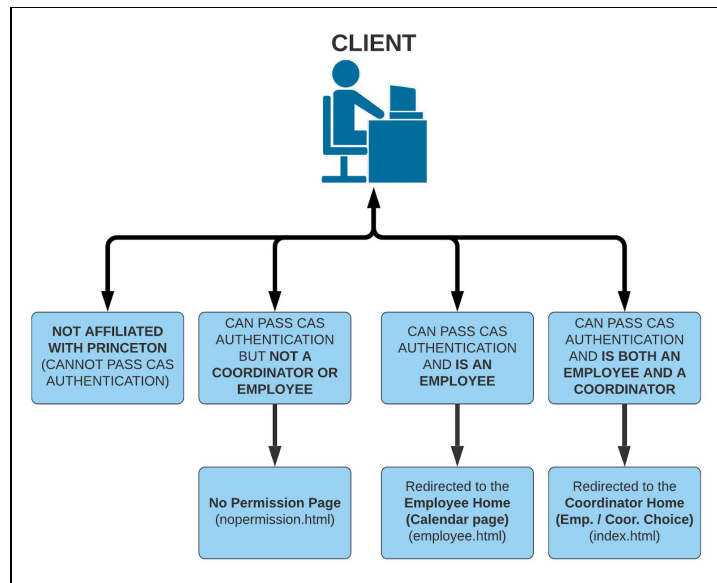 CLIENT
NOT AFFILIATED
WITH PRINCETON
(CANNOT PASS CAS
AUTHENTICATION)
CAN PASS CAS
AUTHENTICATION
BUT NOT A
COORDINATOR OR
EMPLOYEE
CAN PASS CAS
AUTHENTICATION
AND IS AN
EMPLOYEE
CAN PASS CAS
AUTHENTICATION
AND IS BOTH AN
EMPLOYEE AND A
COORDINATOR
No Permission Page
(nopermission.html)
Redirected to the
Employee Home
(Calendar page)
(employee.html)
Redirected to the
Coordinator Home
(Emp. / Coor. Choice)
(index.html)